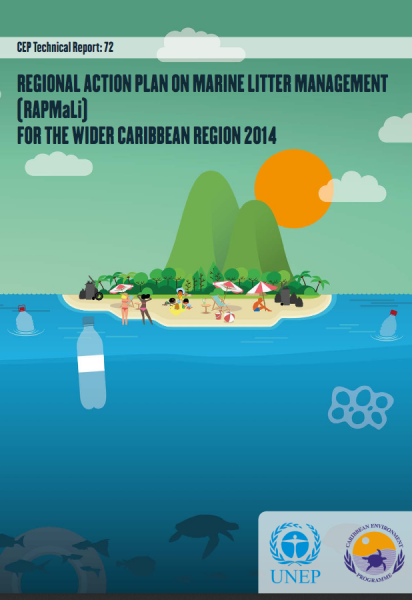 CEP Technical Report: 72
REGIONAL ACTION PLAN ON MARINE LITTER MANAGEMENT
(RAPMaLi)
FOR THE WIDER CARIBBEAN REGION 2014
UNEP
CARIBBEAN ENVIRONMENT
PROGRAMME